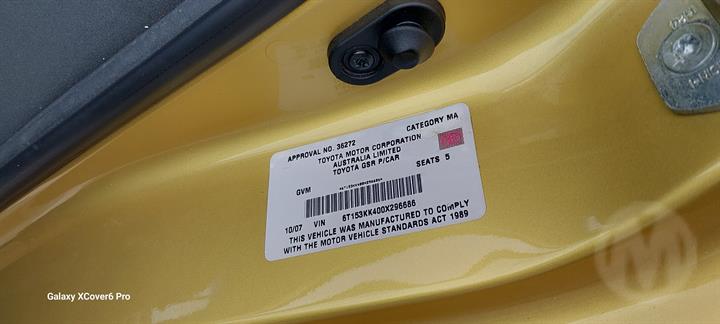 APPROVAL NO. 36272 CATEGORY MA
TOYOTA MOTOR CORPORATION
AUSTRALIA LIMITED
TOYOTA GSR P/CAR
GVM SEATS 5
10/07 VIN 6T153KK400X296686
THIS VEHICLE WAS MANUFACTURED TO COMPLY
WITH THE MOTOR VEHICLE STANDARDS ACT 1989
Galaxy XCover6 Pro
M